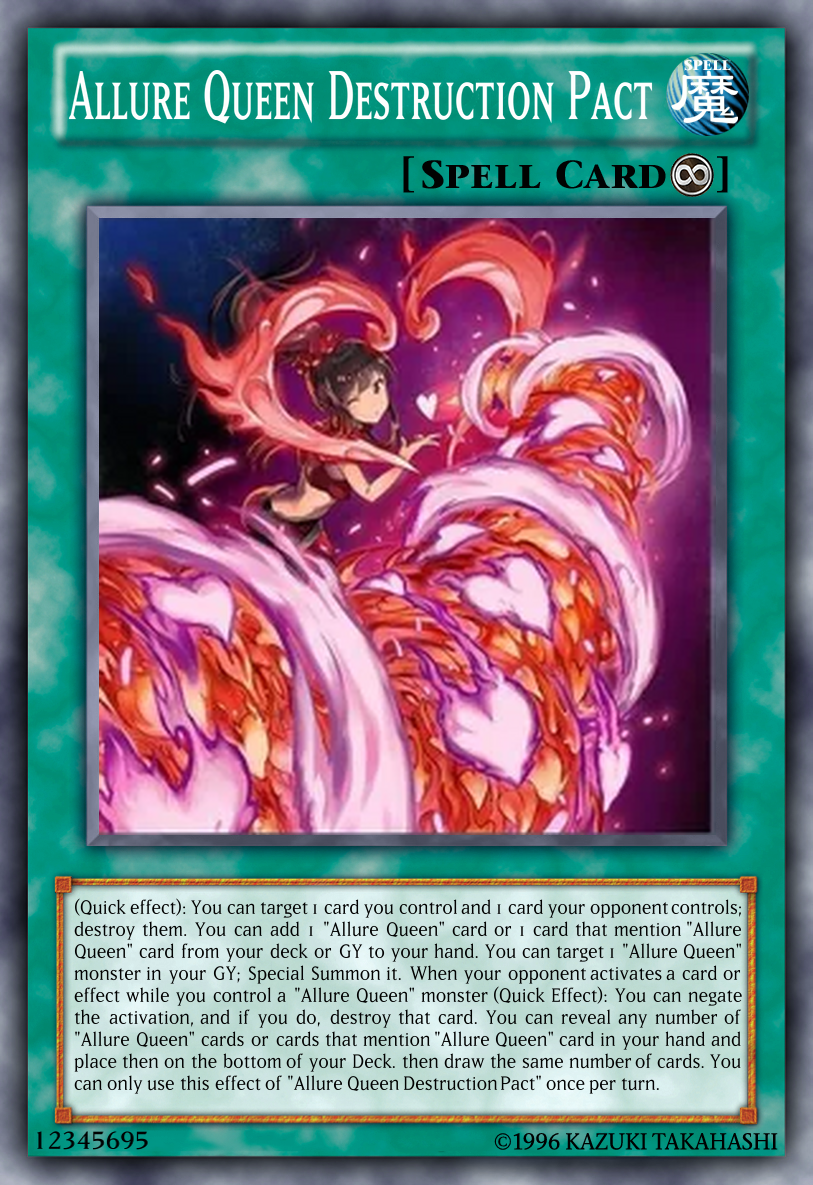 ALLURE QUEEN DESTRUCTION PACT
SPELL
魔
[SPELL CARD∞]
(Quick effect): You can target 1 card you control and 1 card your opponent controls;
destroy them. You can add 1 "Allure Queen" card or 1 card that mention "Allure
Queen" card from your deck or GY to your hand. You can target 1 "Allure Queen"
monster in your GY; Special Summon it. When your opponent activates a card or
effect while you control a "Allure Queen" monster (Quick Effect): You can negate
the activation, and if you do, destroy that card. You can reveal any number of
"Allure Queen" cards or cards that mention "Allure Queen" card in your hand and
place then on the bottom of your Deck. then draw the same number of cards. You
can only use this effect of "Allure Queen Destruction Pact" once per turn.
12345695
©1996 KAZUKI TAKAHASHI